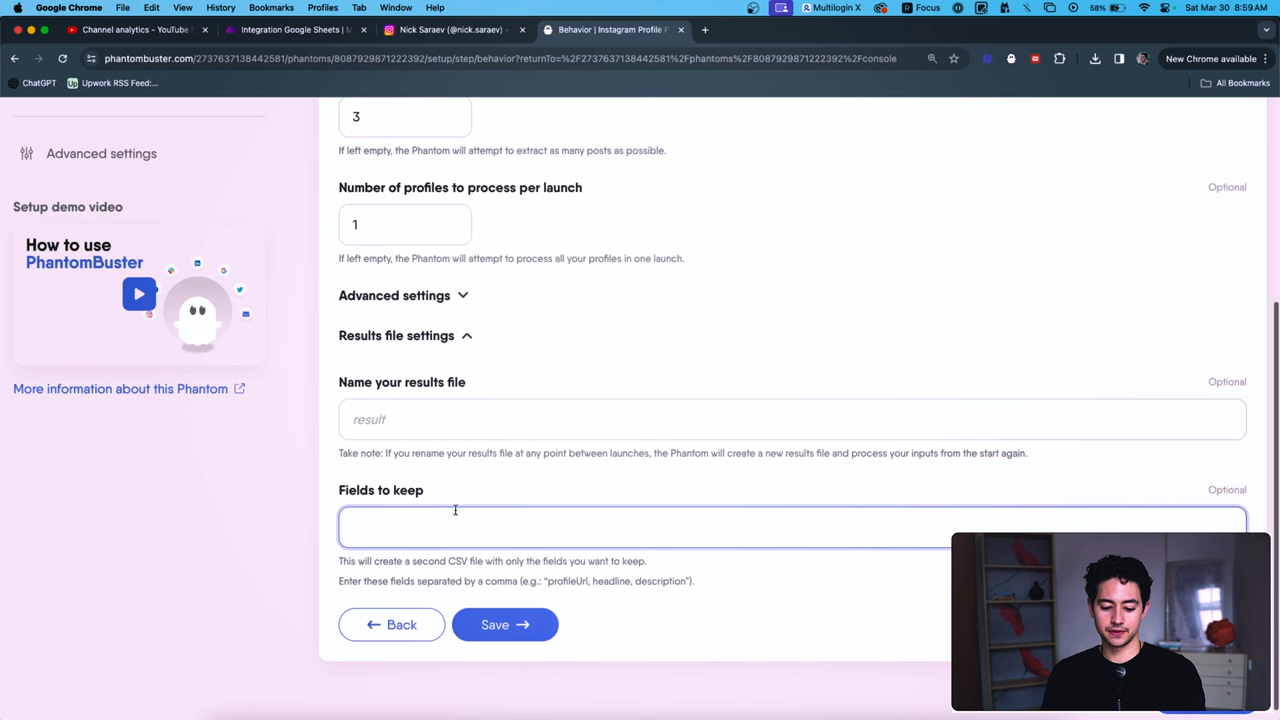 Google Chrome File Edit View History Bookmarks Profiles Tab Window Help
Multilogin X Focus 58% Sat Mar 30 8:59 AM
Channel analytics - YouTube Integration Google Sheets | Nick Saraev (@nick.saraev) Behavior | Instagram Profile P
phantombuster.com/2737637138442581/phantoms/8087929871222392/setup/step/behavior?returnTo=%2F2737637138442581%2Fphantoms%2F8087929871222392%2Fconsole
New Chrome available
ChatGPT Upwork RSS Feed:... All Bookmarks
3
If left empty, the Phantom will attempt to extract as many posts as possible.
Advanced settings
Number of profiles to process per launch Optional
Setup demo video
1
How to use
PhantomBuster
If left empty, the Phantom will attempt to process all your profiles in one launch.
Advanced settings
Results file settings
More information about this Phantom
Name your results file Optional
result
Take note: If you rename your results file at any point between launches, the Phantom will create a new results file and process your inputs from the start again.
Fields to keep Optional
This will create a second CSV file with only the fields you want to keep.
Enter these fields separated by a comma (e.g.: “profileUrl, headline, description”).
← Back Save →